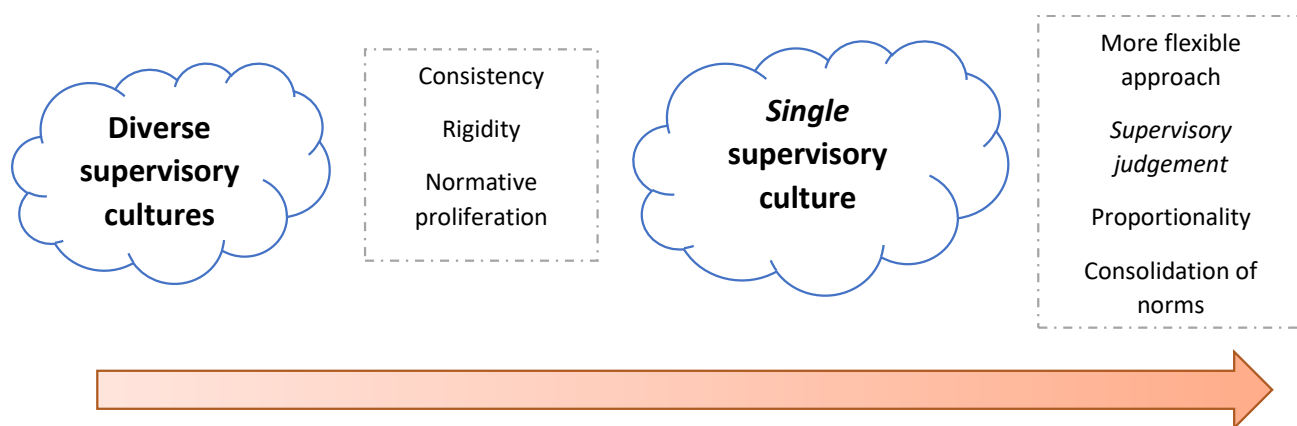 Diverse
supervisory
cultures
Consistency
Rigidity
Normative
proliferation
Single
supervisory
culture
More flexible
approach
Supervisory
judgement
Proportionality
Consolidation of
norms